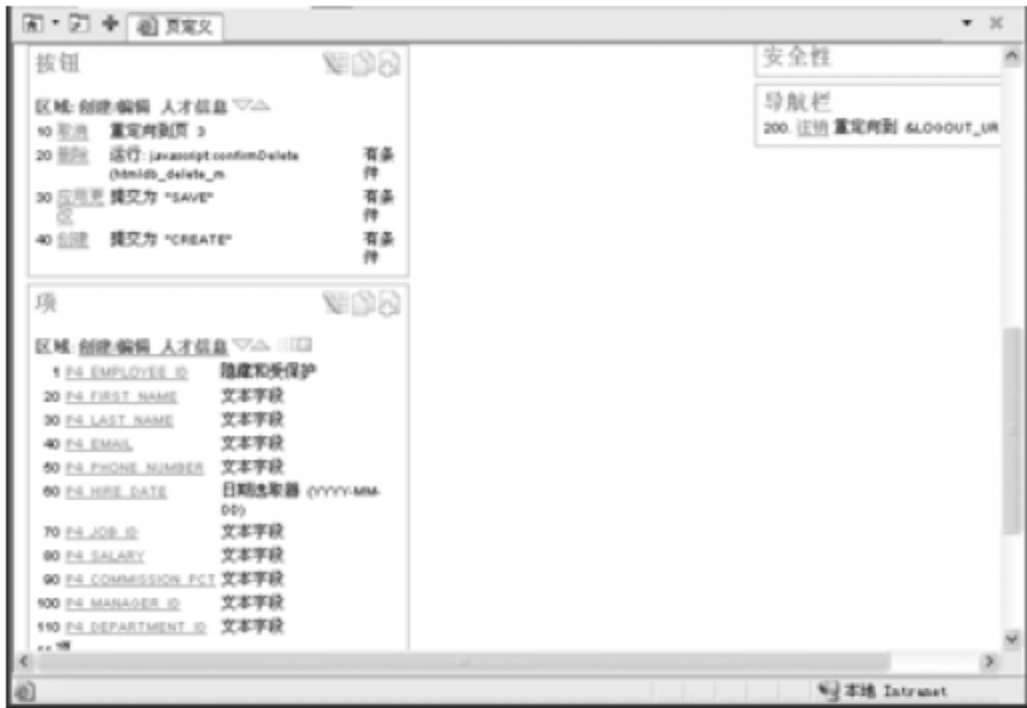 页定义
按钮
区域: 创建/编辑 人才信息
10 取消 重定向到页 3
20 删除 运行: javascript:confirmDelete 有条
(htmldb_delete_m 件
30 应用更 提交为 "SAVE" 有条
改 件
40 创建 提交为 "CREATE" 有条
件
项
区域: 创建/编辑 人才信息
1 P4_EMPLOYEE_ID 隐藏和受保护
20 P4_FIRST_NAME 文本字段
30 P4_LAST_NAME 文本字段
40 P4_EMAIL 文本字段
50 P4_PHONE_NUMBER 文本字段
60 P4_HIRE_DATE 日期选取器 (YYYY-MM-
DD)
70 P4_JOB_ID 文本字段
80 P4_SALARY 文本字段
90 P4_COMMISSION_PCT 文本字段
100 P4_MANAGER_ID 文本字段
110 P4_DEPARTMENT_ID 文本字段
安全性
导航栏
200. 注销 重定向到 &LOGOUT_UR
本地 Intranet